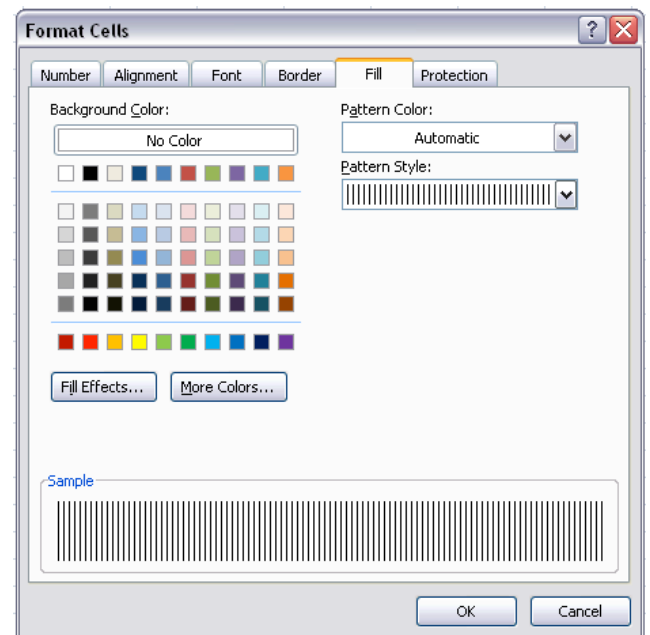 Format Cells
Number Alignment Font Border Fill Protection
Background Color:
No Color
Pattern Color:
Automatic
Pattern Style:
Fill Effects...
More Colors...
Sample
OK Cancel